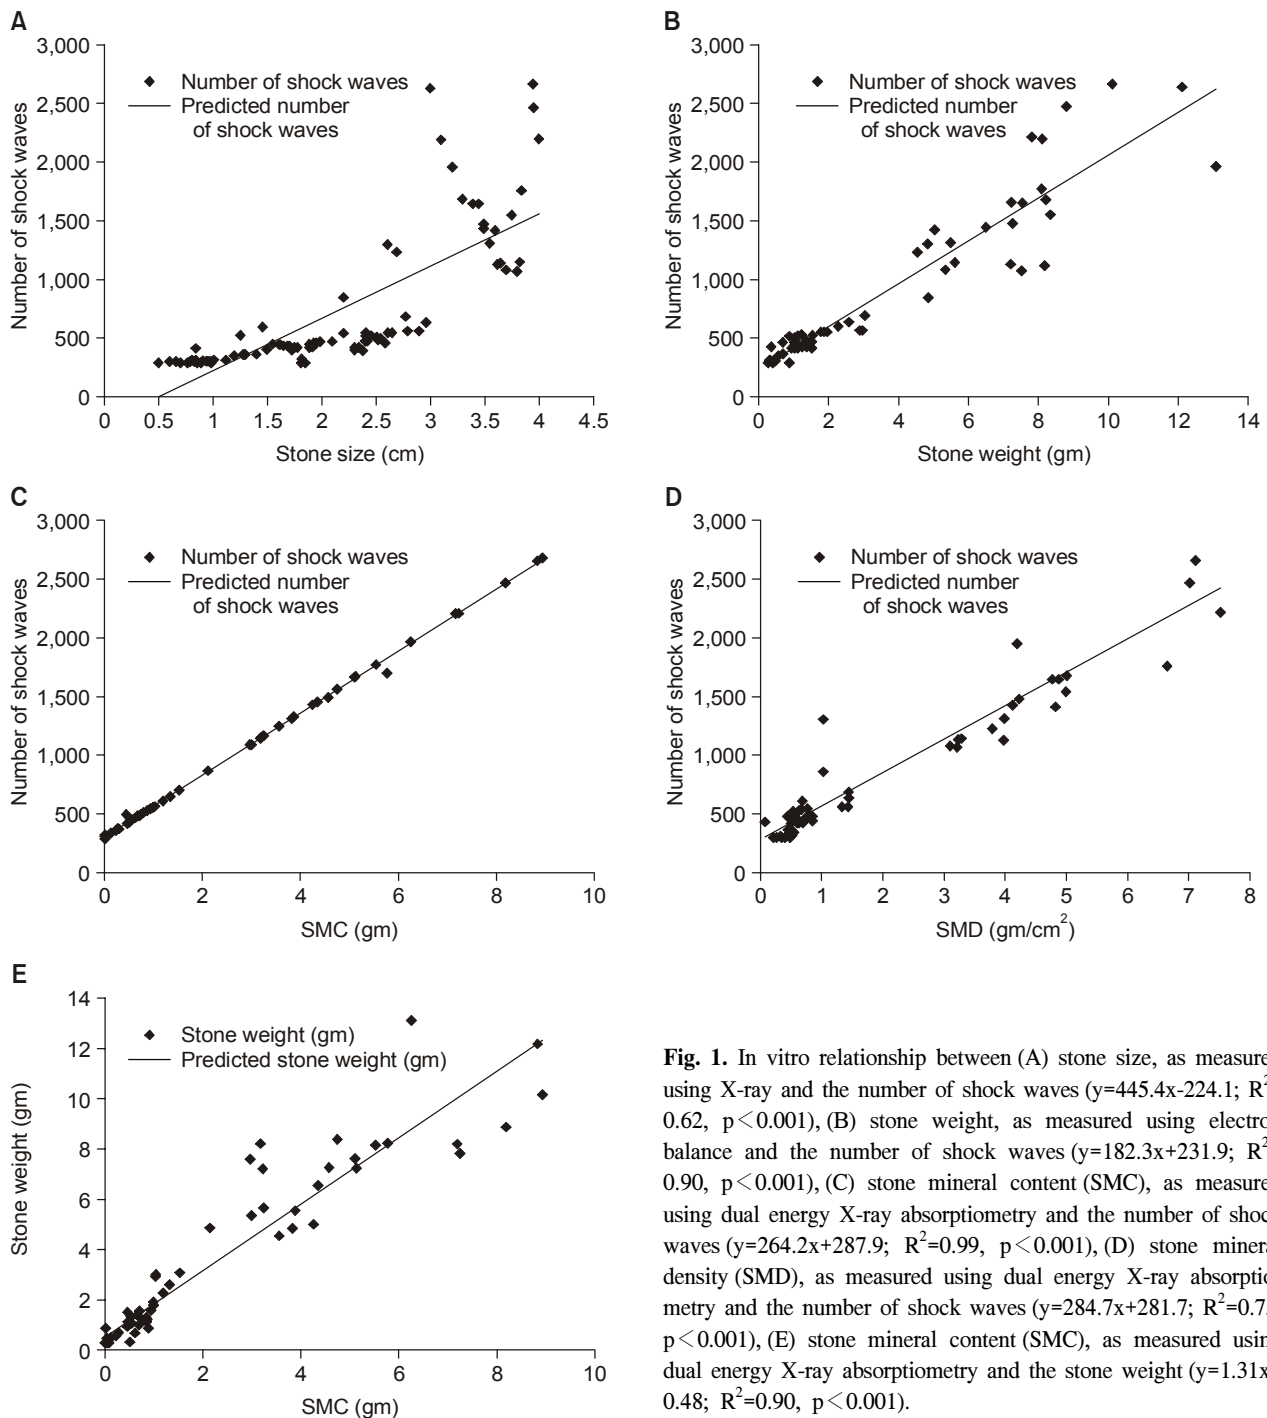 A
3,000
2,500
2,000
1,500
1,000
500
0
Number of shock waves
Number of shock waves
Predicted number
of shock waves
0 0.5 1 1.5 2 2.5 3 3.5 4 4.5
Stone size (cm)
B
3,000
2,500
2,000
1,500
1,000
500
0
Number of shock waves
Number of shock waves
Predicted number
of shock waves
0 2 4 6 8 10 12 14
Stone weight (gm)
C
3,000
2,500
2,000
1,500
1,000
500
0
Number of shock waves
Number of shock waves
Predicted number
of shock waves
0 2 4 6 8 10
SMC (gm)
D
3,000
2,500
2,000
1,500
1,000
500
0
Number of shock waves
Number of shock waves
Predicted number
of shock waves
0 1 2 3 4 5 6 7 8
SMD (gm/cm²)
E
14
12
10
8
6
4
2
0
Stone weight (gm)
Stone weight (gm)
Predicted stone weight (gm)
0 2 4 6 8 10
SMC (gm)
Fig. 1. In vitro relationship between (A) stone size, as measure
using X-ray and the number of shock waves (y=445.4x-224.1; R²
0.62, p<0.001), (B) stone weight, as measured using electro
balance and the number of shock waves (y=182.3x+231.9; R²
0.90, p<0.001), (C) stone mineral content (SMC), as measure
using dual energy X-ray absorptiometry and the number of shoc
waves (y=264.2x+287.9; R²=0.99, p<0.001), (D) stone minera
density (SMD), as measured using dual energy X-ray absorptio
metry and the number of shock waves (y=284.7x+281.7; R²=0.7
p<0.001), (E) stone mineral content (SMC), as measured usin
dual energy X-ray absorptiometry and the stone weight (y=1.31x
0.48; R²=0.90, p<0.001).